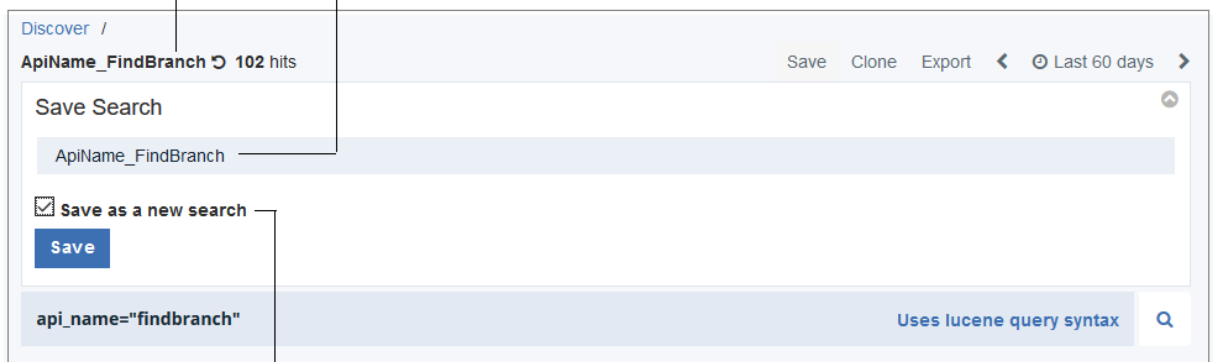 Discover /
ApiName_FindBranch 102 hits Save Clone Export Last 60 days
Save Search
ApiName_FindBranch
Save as a new search
Save
api_name="findbranch" Uses lucene query syntax